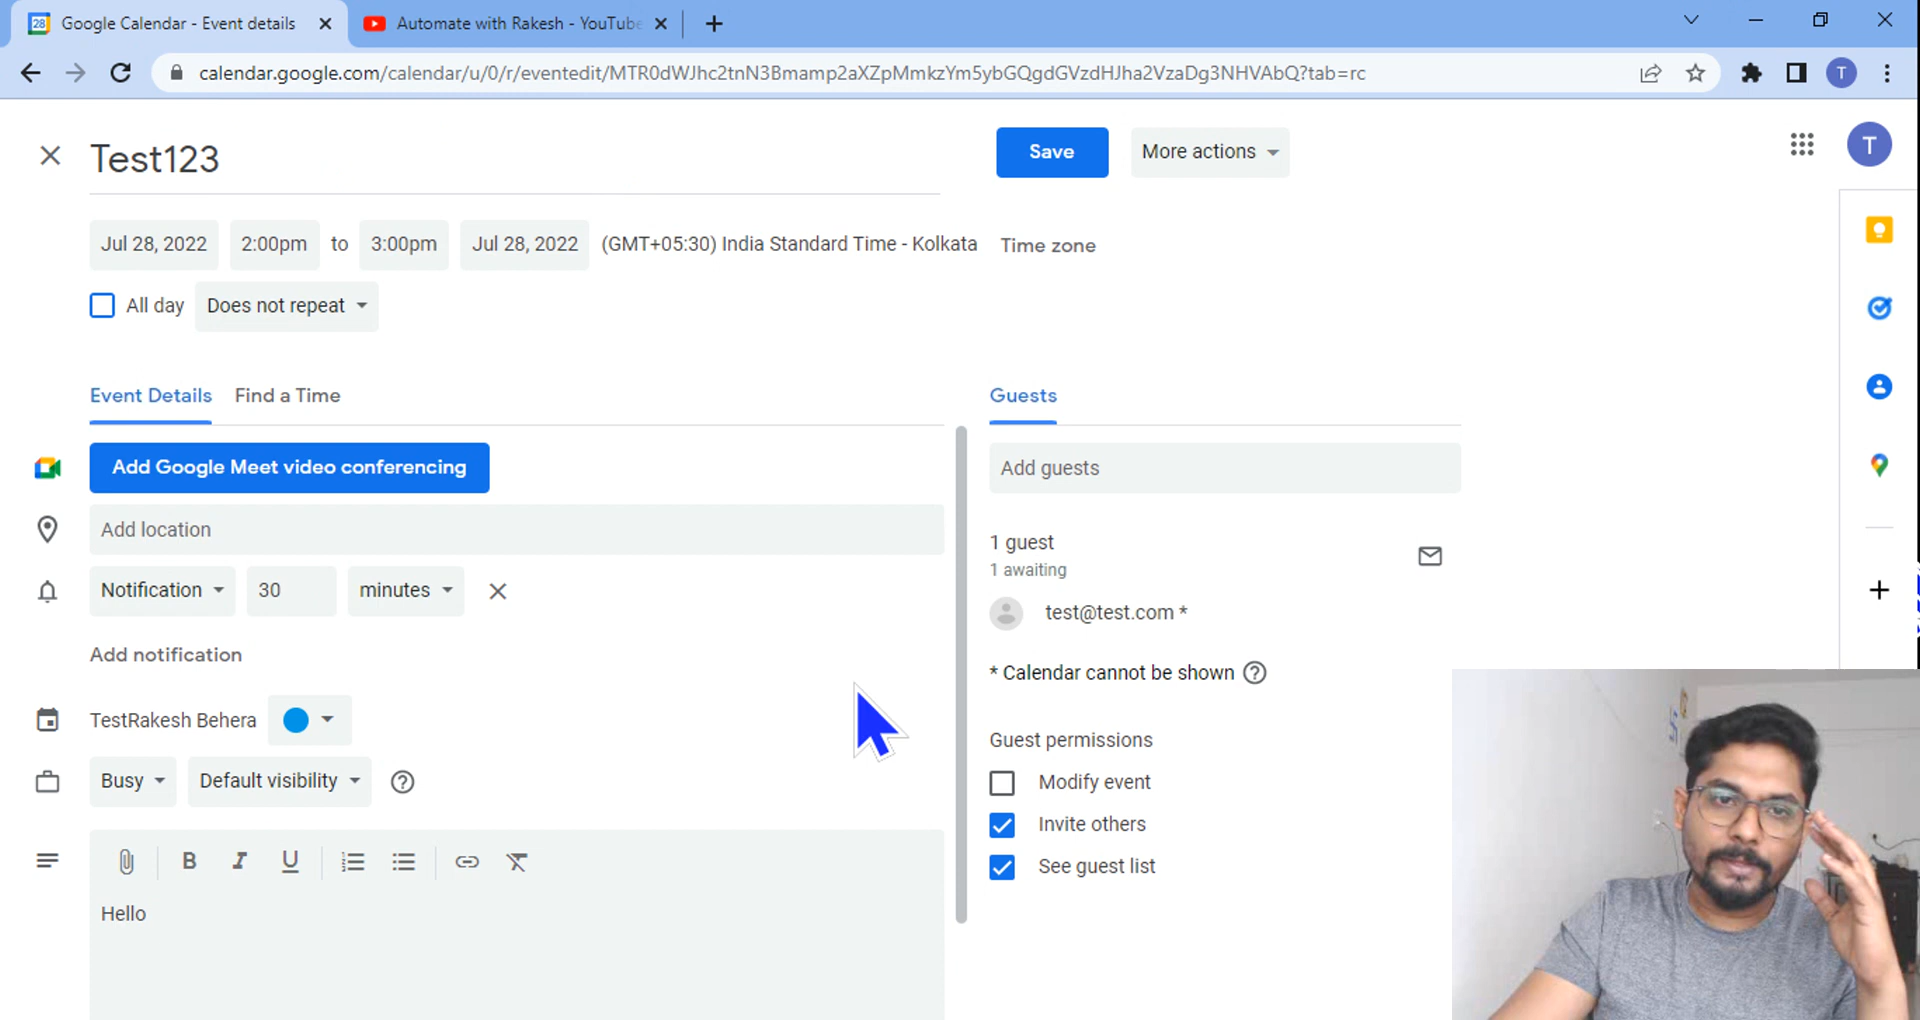 28 Google Calendar - Event details
Automate with Rakesh - YouTube
calendar.google.com/calendar/u/0/r/eventedit/MTR0dWJhc2tnN3Bmamp2aXZpMmkzYm5ybGQgdGVzdHJha2VzaDg3NHVAbQ?tab=rc
T
Test123
Save
More actions
T
Jul 28, 2022
2:00pm
to
3:00pm
Jul 28, 2022
(GMT+05:30) India Standard Time - Kolkata
Time zone
All day
Does not repeat
Event Details
Find a Time
Guests
Add Google Meet video conferencing
Add guests
Add location
1 guest
1 awaiting
Notification
30
minutes
test@test.com *
Add notification
* Calendar cannot be shown
TestRakesh Behera
Guest permissions
Busy
Default visibility
Modify event
Invite others
B I U
See guest list
Hello